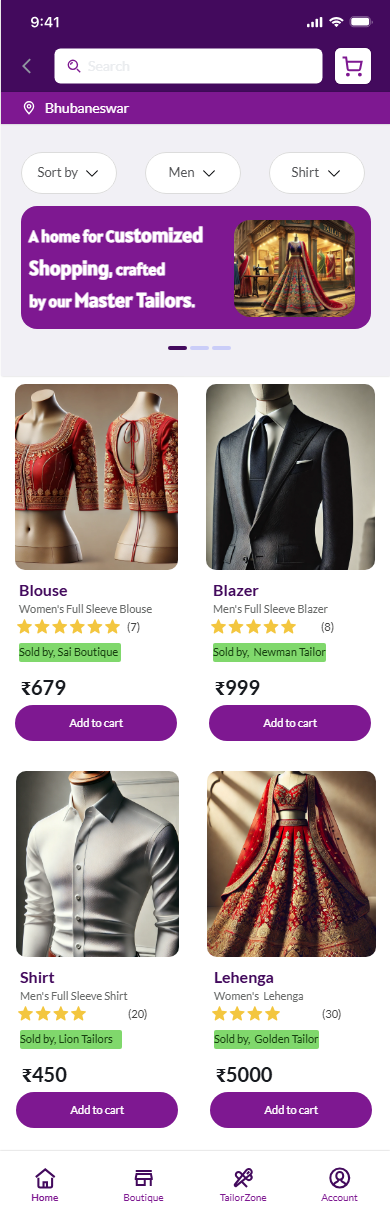 9:41
Search
Bhubaneswar
Sort by
Men
Shirt
A home for Customized
Shopping, crafted
by our Master Tailors.
TAILOR
Blouse
Women's Full Sleeve Blouse
(7)
Sold by, Sai Boutique
₹679
Add to cart
Blazer
Men's Full Sleeve Blazer
(8)
Sold by, Newman Tailor
₹999
Add to cart
Shirt
Men's Full Sleeve Shirt
(20)
Sold by, Lion Tailors
₹450
Add to cart
Lehenga
Women's Lehenga
(30)
Sold by, Golden Tailor
₹5000
Add to cart
Home
Boutique
TailorZone
Account